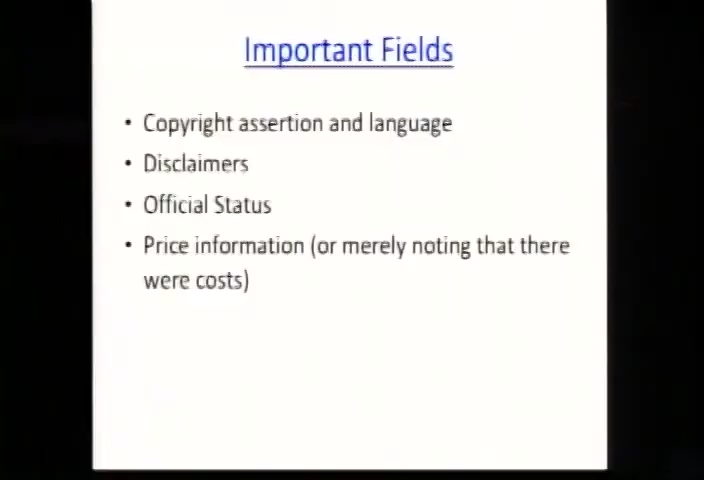 Important Fields
• Copyright assertion and language
• Disclaimers
• Official Status
• Price information (or merely noting that there
were costs)